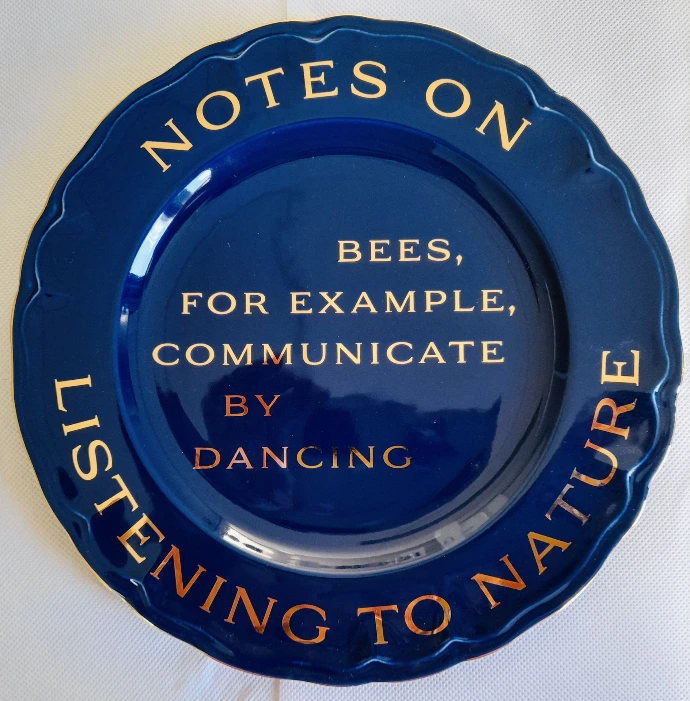 NOTES ON
LISTENING TO NATURE
BEES,
FOR EXAMPLE,
COMMUNICATE
BY
DANCING